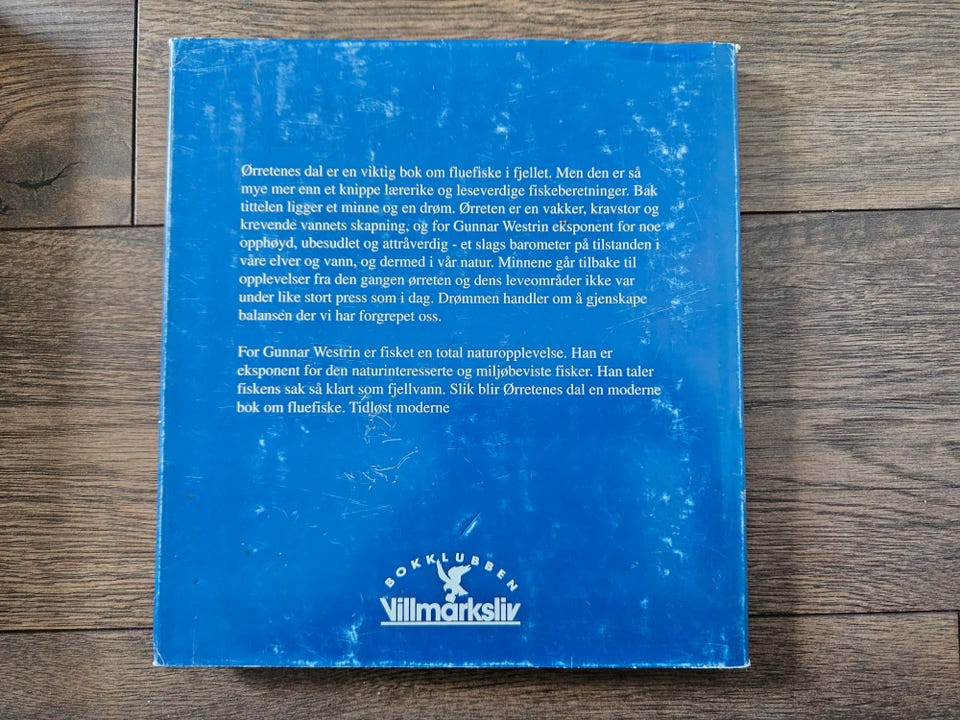 Ørretenes dal er en viktig bok om fluefiske i fjellet. Men den er så
mye mer enn et knippe lærerike og leseverdige fiskeberetninger. Bak
tittelen ligger et minne og en drøm. Ørreten er en vakker, kravstor og
krevende vannets skapning, og for Gunnar Westrin eksponent for noe
opphøyd, ubesudlet og attråverdig - et slags barometer på tilstanden i
våre elver og vann, og dermed i vår natur. Minnene går tilbake til
opplevelser fra den gangen ørreten og dens leveområder ikke var
under like stort press som i dag. Drømmen handler om å gjenskape
balansen der vi har forgrepet oss.
For Gunnar Westrin er fisket en total naturopplevelse. Han er
eksponent for den naturinteresserte og miljøbeviste fisker. Han taler
fiskens sak så klart som fjellvann. Slik blir Ørretenes dal en moderne
bok om fluefiske. Tidløst moderne
BOKKLUBBEN
Villmarksliv